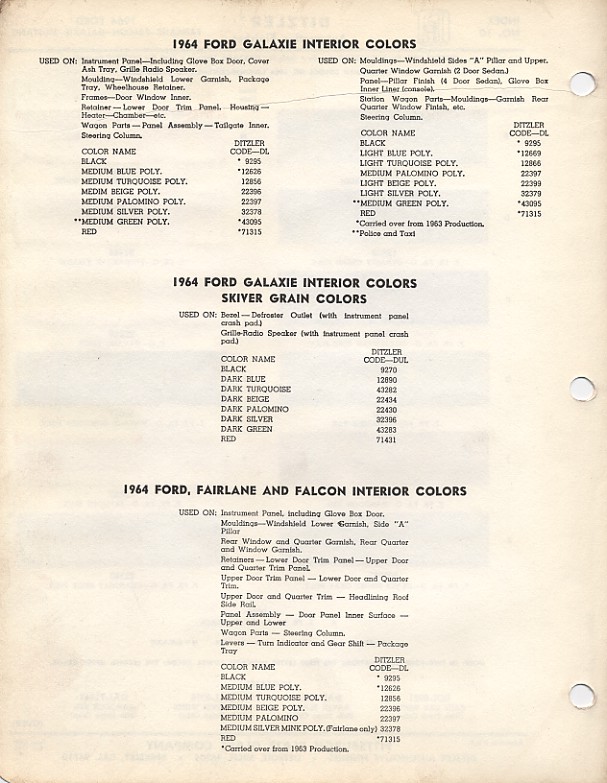 1964 FORD GALAXIE INTERIOR COLORS
USED ON: Instrument Panel—Including Glove Box Door, Cover
Ash Tray, Grille Radio Speaker.
Mouldings—Windshield Lower Garnish, Package
Tray, Wheelhouse Retainer.
Frames—Door Window Inner.
Retainer—Lower Door Trim Panel. Housing—
Heater—Chamber—etc.
Wagon Parts—Panel Assembly—Tailgate Inner.
Steering Column.
DITZLER
COLOR NAME CODE—DL
BLACK * 9295
MEDIUM BLUE POLY. *12626
MEDIUM TURQUOISE POLY. 12856
MEDIM BEIGE POLY. 22396
MEDIUM PALOMINO POLY. 22397
MEDIUM SILVER POLY. 32378
**MEDIUM GREEN POLY. *43095
RED *71315
USED ON: Mouldings—Windshield Sides "A" Pillar and Upper.
Quarter Window Garnish (2 Door Sedan.)
Panel—Pillar Finish (4 Door Sedan), Glove Box
Inner Liner (console).
Station Wagon Parts—Mouldings—Garnish Rear
Quarter Window Finish, etc.
Steering Column.
DITZLER
COLOR NAME CODE—DL
BLACK * 9295
LIGHT BLUE POLY. *12669
LIGHT TURQUOISE POLY. 12866
MEDIUM PALOMINO POLY. 22397
LIGHT BEIGE POLY. 22399
LIGHT SILVER POLY. 32379
**MEDIUM GREEN POLY. *43095
RED *71315
*Carried over from 1963 Production.
**Police and Taxi
1964 FORD GALAXIE INTERIOR COLORS
SKIVER GRAIN COLORS
USED ON: Bezel—Defroster Outlet (with instrument panel
crash pad.)
Grille-Radio Speaker (with instrument panel crash
pad.)
DITZLER
COLOR NAME CODE—DUL
BLACK 9270
DARK BLUE 12890
DARK TURQUOISE 43282
DARK BEIGE 22434
DARK PALOMINO 22430
DARK SILVER 32396
DARK GREEN 43283
RED 71431
1964 FORD, FAIRLANE AND FALCON INTERIOR COLORS
USED ON: Instrument Panel, including Glove Box Door.
Mouldings—Windshield Lower Garnish, Side "A"
Pillar
Rear Window and Quarter Garnish, Rear Quarter
and Window Garnish.
Retainers—Lower Door Trim Panel—Upper Door
and Quarter Trim Panel.
Upper Door Trim Panel — Lower Door and Quarter
Trim.
Upper Door and Quarter Trim — Headlining Roof
Side Rail.
Panel Assembly — Door Panel Inner Surface —
Upper and Lower
Wagon Parts — Steering Column.
Levers — Turn Indicator and Gear Shift — Package
Tray
DITZLER
COLOR NAME CODE—DL
BLACK * 9295
MEDIUM BLUE POLY. *12626
MEDIUM TURQUOISE POLY. 12856
MEDIUM BEIGE POLY. 22396
MEDIUM PALOMINO 22397
MEDIUM SILVER MINK POLY. (Fairlane only) 32378
RED *71315
*Carried over from 1963 Production.